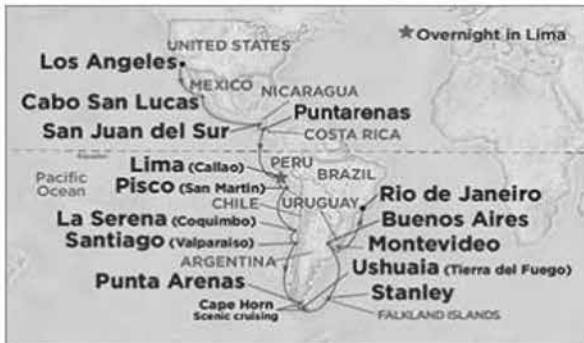 ★Overnight in Lima
UNITED STATES
Los Angeles
MEXICO
Cabo San Lucas
NICARAGUA
Puntarenas
San Juan del Sur
COSTA RICA
Equator
Pacific
Ocean
Lima (Callao)
PERU
BRAZIL
Pisco (San Martin)
CHILE
URUGUAY
Rio de Janeiro
La Serena (Coquimbo)
Buenos Aires
Santiago (Valparaiso)
Montevideo
ARGENTINA
Ushuaia (Tierra del Fuego)
Punta Arenas
Stanley
Cape Horn
Scenic cruising
FALKLAND ISLANDS